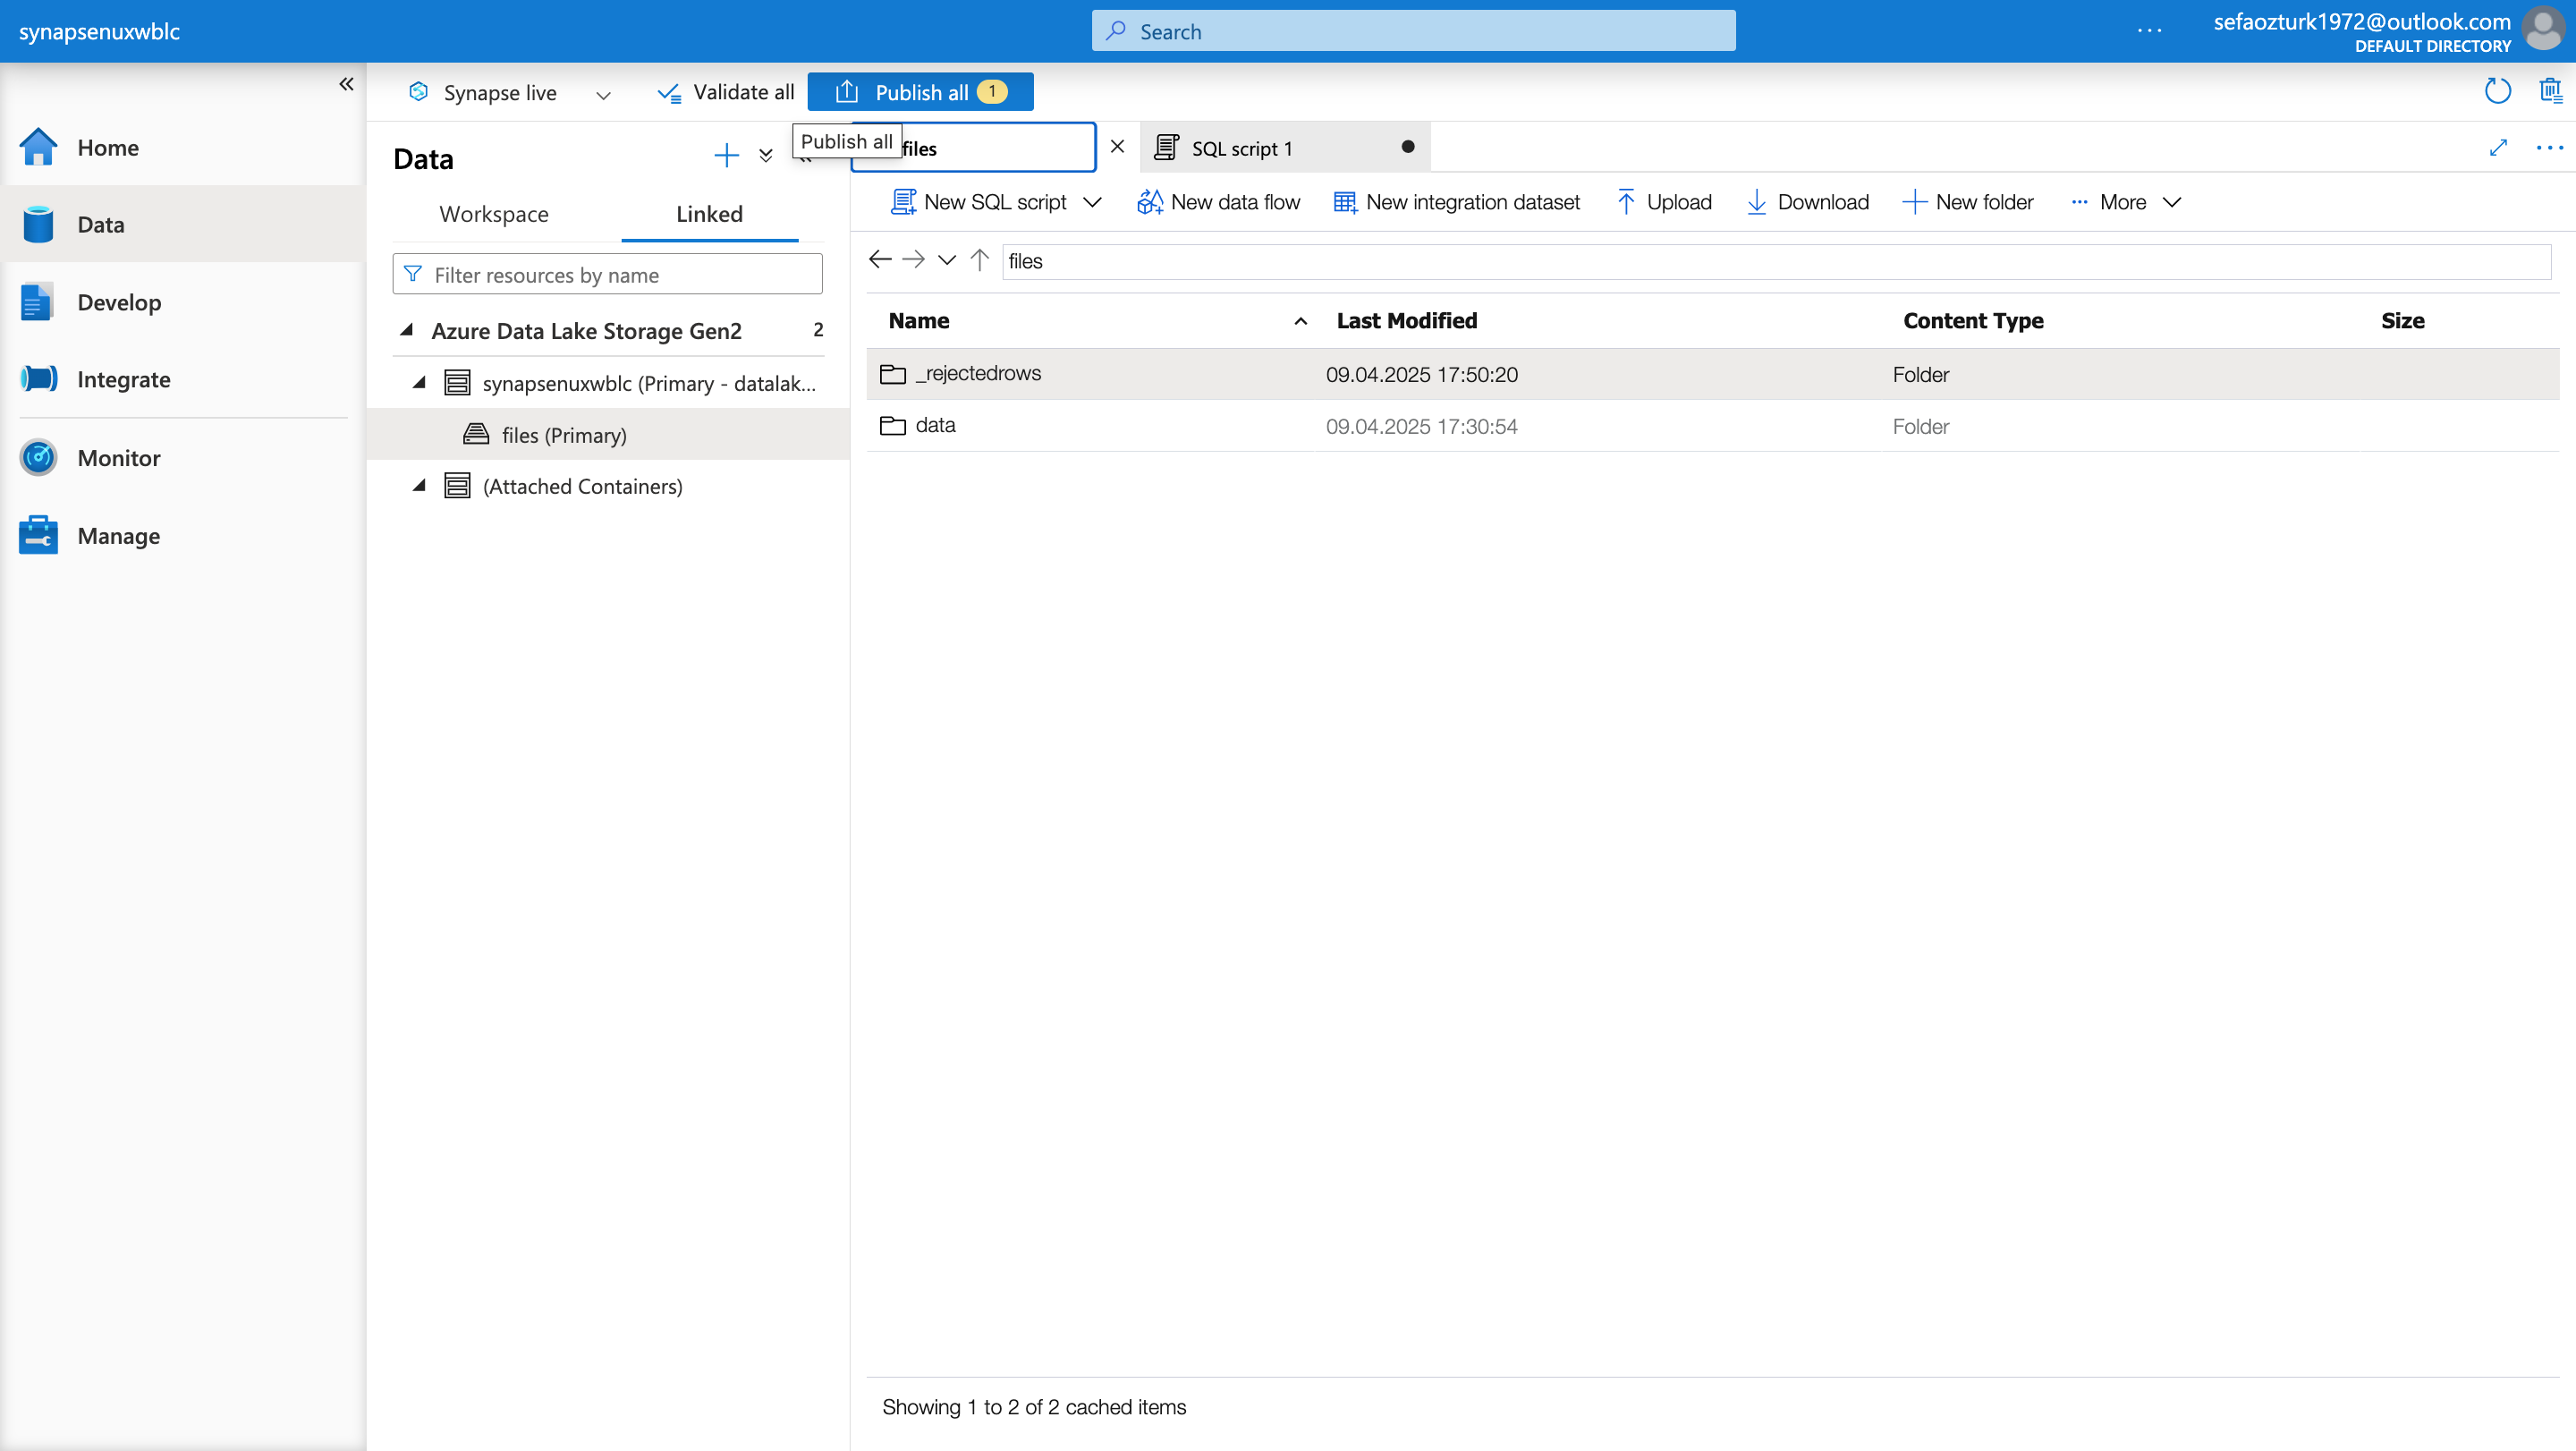 synapsenuxwblc
Search
sefaozturk1972@outlook.com
DEFAULT DIRECTORY
Synapse live
Validate all
Publish all 1
Publish all
Home
Data
Develop
Integrate
Monitor
Manage
Data
Workspace
Linked
Filter resources by name
Azure Data Lake Storage Gen2 2
synapsenuxwblc (Primary - datalak...
files (Primary)
(Attached Containers)
files
SQL script 1
New SQL script
New data flow
New integration dataset
Upload
Download
New folder
More
files
Name Last Modified Content Type Size
_rejectedrows 09.04.2025 17:50:20 Folder
data 09.04.2025 17:30:54 Folder
Showing 1 to 2 of 2 cached items